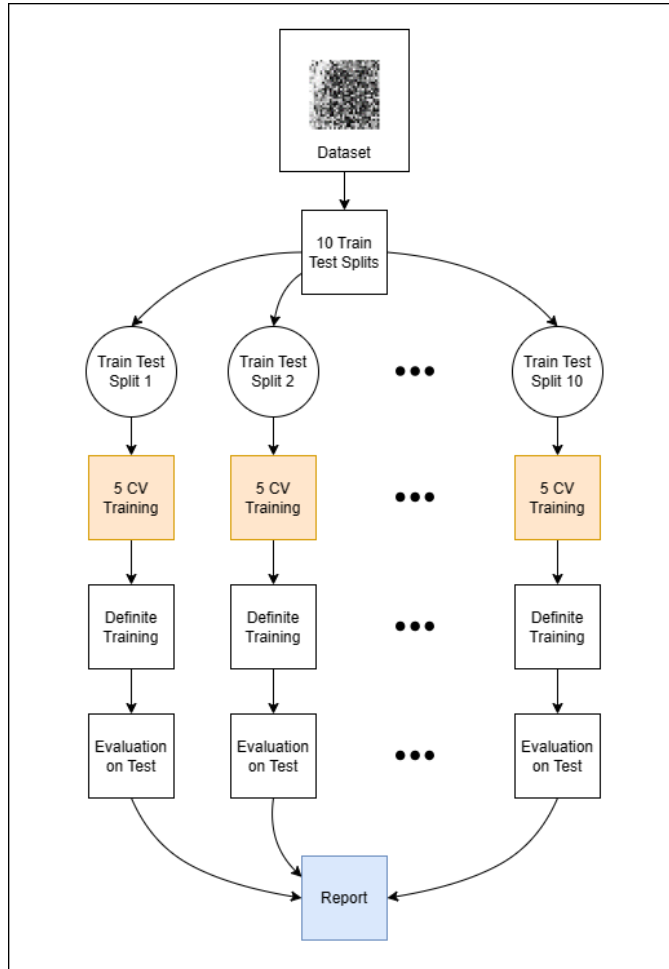 Dataset
10 Train
Test Splits
Train Test
Split 1
Train Test
Split 2
Train Test
Split 10
5 CV
Training
5 CV
Training
5 CV
Training
Definite
Training
Definite
Training
Definite
Training
Evaluation
on Test
Evaluation
on Test
Evaluation
on Test
Report